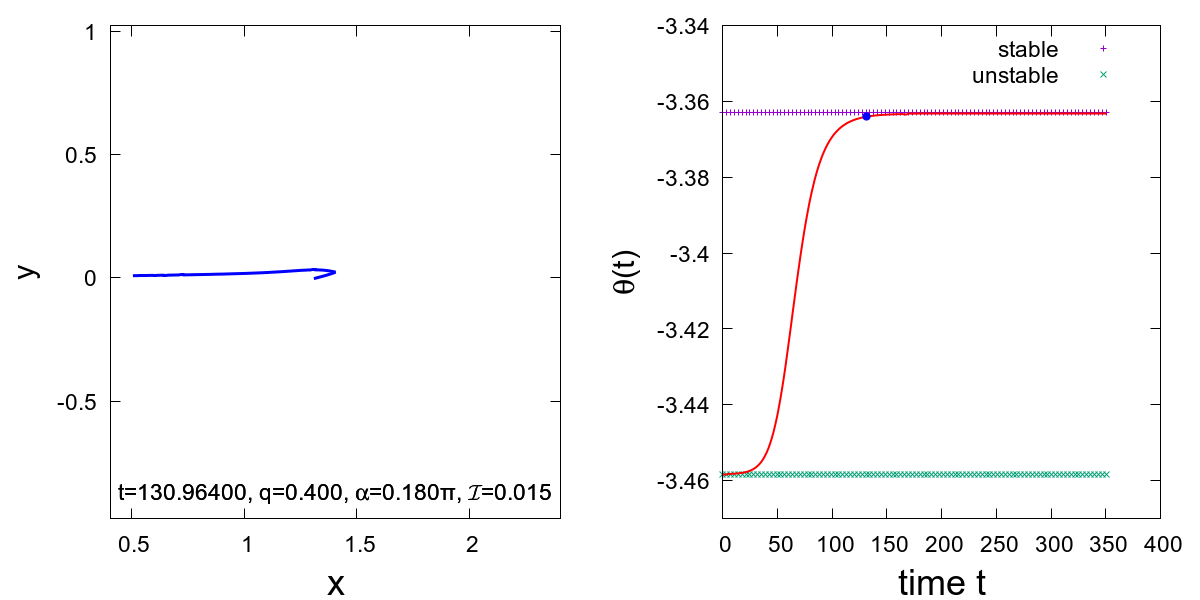 1
0.5
0
-0.5
y
t=130.96400, q=0.400, α=0.180π, ℐ=0.015
0.5 1 1.5 2
x
-3.34
-3.36
-3.38
-3.4
-3.42
-3.44
-3.46
θ(t)
stable
unstable
0 50 100 150 200 250 300 350 400
time t